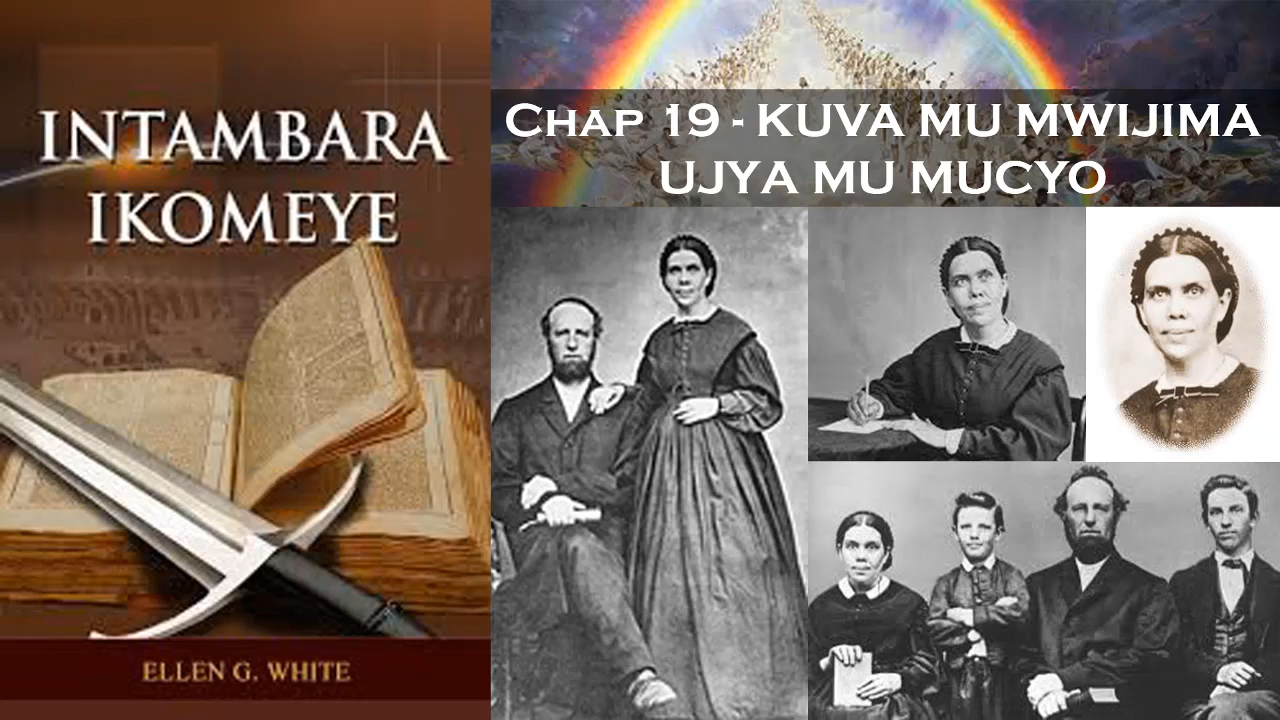 INTAMBARA
IKOMEYE
ELLEN G. WHITE
Chap 19 - KUVA MU MWIJIMA
UJYA MU MUCYO